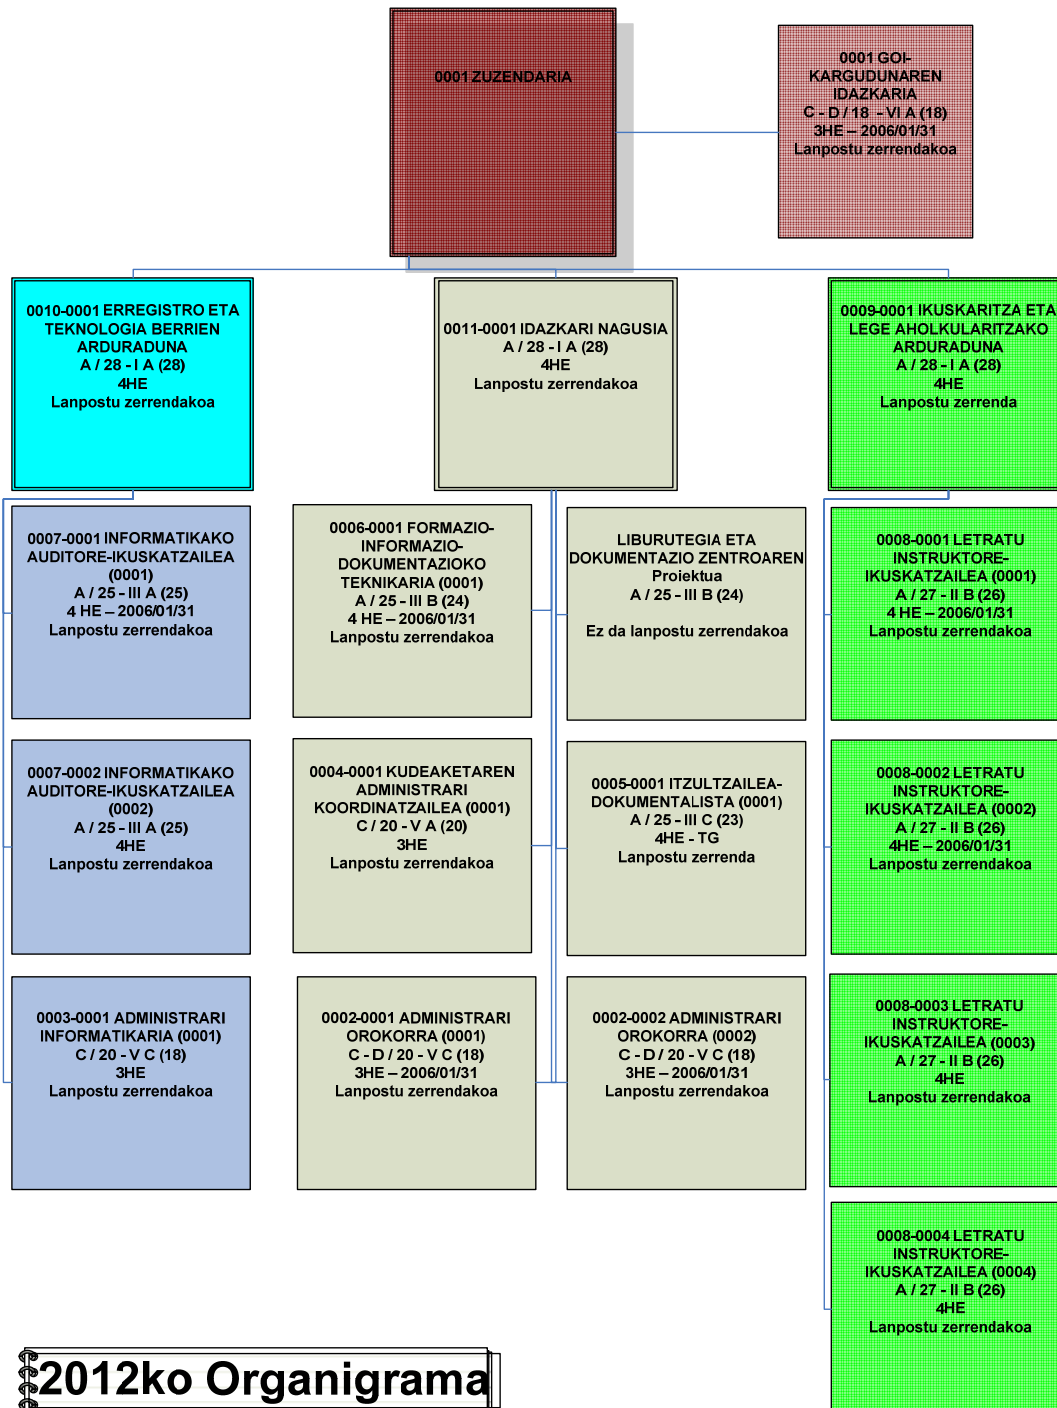 0001 ZUZENDARIA
0001 GOI-
KARGUDUNAREN
IDAZKARIA
C - D / 18 - VI A (18)
3HE – 2006/01/31
Lanpostu zerrendakoa
0010-0001 ERREGISTRO ETA
TEKNOLOGIA BERRIEN
ARDURADUNA
A / 28 - I A (28)
4HE
Lanpostu zerrendakoa
0011-0001 IDAZKARI NAGUSIA
A / 28 - I A (28)
4HE
Lanpostu zerrendakoa
0009-0001 IKUSKARITZA ETA
LEGE AHOLKULARITZAKO
ARDURADUNA
A / 28 - I A (28)
4HE
Lanpostu zerrenda
0007-0001 INFORMATIKAKO
AUDITORE-IKUSKATZAILEA
(0001)
A / 25 - III A (25)
4 HE – 2006/01/31
Lanpostu zerrendakoa
0006-0001 FORMAZIO-
INFORMAZIO-
DOKUMENTAZIOKO
TEKNIKARIA (0001)
A / 25 - III B (24)
4 HE – 2006/01/31
Lanpostu zerrendakoa
LIBURUTEGIA ETA
DOKUMENTAZIO ZENTROAREN
Proiektua
A / 25 - III B (24)
Ez da lanpostu zerrendakoa
0008-0001 LETRATU
INSTRUKTORE-
IKUSKATZAILEA (0001)
A / 27 - II B (26)
4 HE – 2006/01/31
Lanpostu zerrendakoa
0007-0002 INFORMATIKAKO
AUDITORE-IKUSKATZAILEA
(0002)
A / 25 - III A (25)
4HE
Lanpostu zerrendakoa
0004-0001 KUDEAKETAREN
ADMINISTRARI
KOORDINATZAILEA (0001)
C / 20 - V A (20)
3HE
Lanpostu zerrendakoa
0005-0001 ITZULTZAILEA-
DOKUMENTALISTA (0001)
A / 25 - III C (23)
4HE - TG
Lanpostu zerrenda
0008-0002 LETRATU
INSTRUKTORE-
IKUSKATZAILEA (0002)
A / 27 - II B (26)
4HE – 2006/01/31
Lanpostu zerrendakoa
0003-0001 ADMINISTRARI
INFORMATIKARIA (0001)
C / 20 - V C (18)
3HE
Lanpostu zerrendakoa
0002-0001 ADMINISTRARI
OROKORRA (0001)
C - D / 20 - V C (18)
3HE – 2006/01/31
Lanpostu zerrendakoa
0002-0002 ADMINISTRARI
OROKORRA (0002)
C - D / 20 - V C (18)
3HE – 2006/01/31
Lanpostu zerrendakoa
0008-0003 LETRATU
INSTRUKTORE-
IKUSKATZAILEA (0003)
A / 27 - II B (26)
4HE
Lanpostu zerrendakoa
0008-0004 LETRATU
INSTRUKTORE-
IKUSKATZAILEA (0004)
A / 27 - II B (26)
4HE
Lanpostu zerrendakoa
2012ko Organigrama